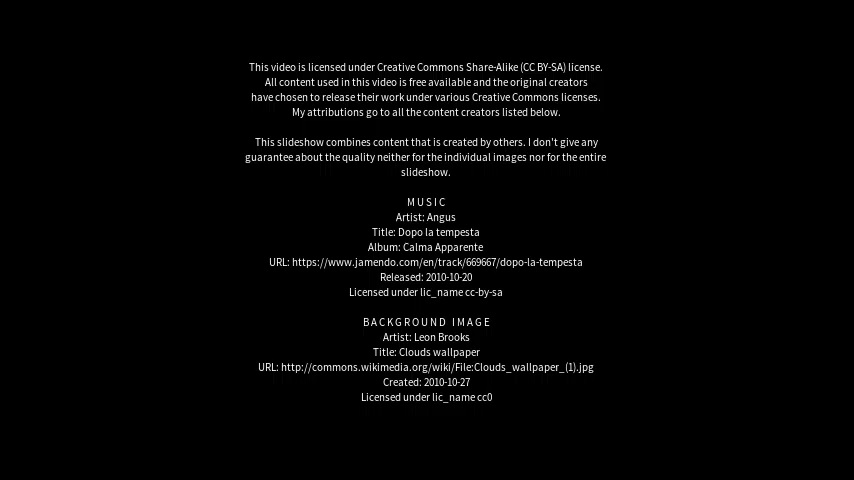 This video is licensed under Creative Commons Share-Alike (CC BY-SA) license.
All content used in this video is free available and the original creators
have chosen to release their work under various Creative Commons licenses.
My attributions go to all the content creators listed below.
This slideshow combines content that is created by others. I don't give any
guarantee about the quality neither for the individual images nor for the entire
slideshow.
M U S I C
Artist: Angus
Title: Dopo la tempesta
Album: Calma Apparente
URL: https://www.jamendo.com/en/track/669667/dopo-la-tempesta
Released: 2010-10-20
Licensed under lic_name cc-by-sa
B A C K G R O U N D   I M A G E
Artist: Leon Brooks
Title: Clouds wallpaper
URL: http://commons.wikimedia.org/wiki/File:Clouds_wallpaper_(1).jpg
Created: 2010-10-27
Licensed under lic_name cc0